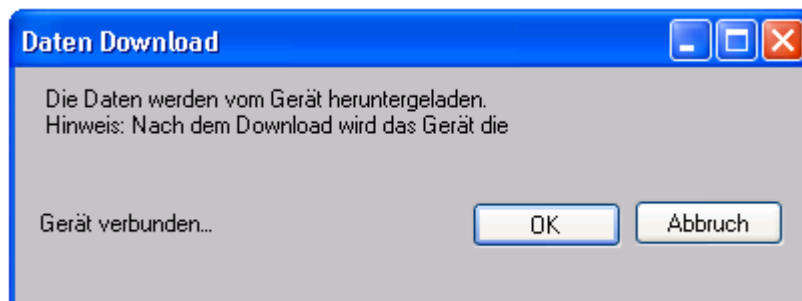 Daten Download
Die Daten werden vom Gerät heruntergeladen.
Hinweis: Nach dem Download wird das Gerät die
Gerät verbunden...
OK
Abbruch